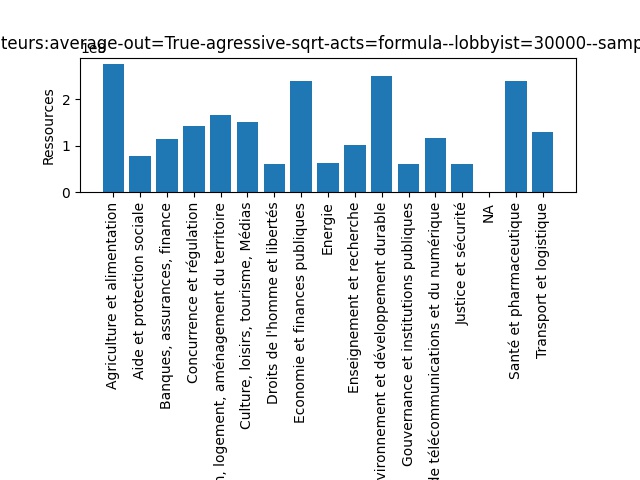 teurs:average-out=True-agressive-sqrt-acts=formula--lobbyist=30000--samp
1e8
Ressources
2
1
0
Agriculture et alimentation
Aide et protection sociale
Banques, assurances, finance
Concurrence et régulation
n, logement, aménagement du territoire
Culture, loisirs, tourisme, Médias
Droits de l'homme et libertés
Economie et finances publiques
Energie
Enseignement et recherche
vironnement et développement durable
Gouvernance et institutions publiques
de télécommunications et du numérique
Justice et sécurité
NA
Santé et pharmaceutique
Transport et logistique